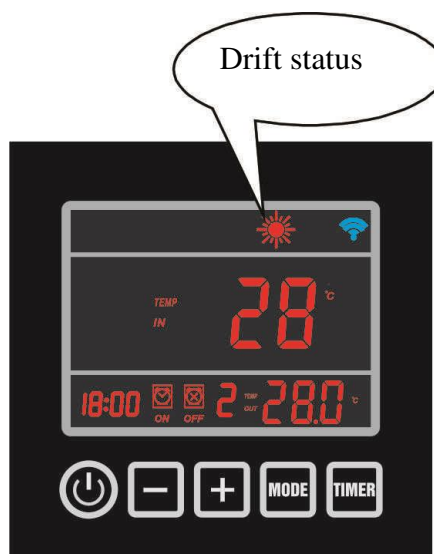 Drift status
TEMP
IN
28 °C
18:00 ON OFF 2 TEMP OUT 28.0 °C
MODE TIMER